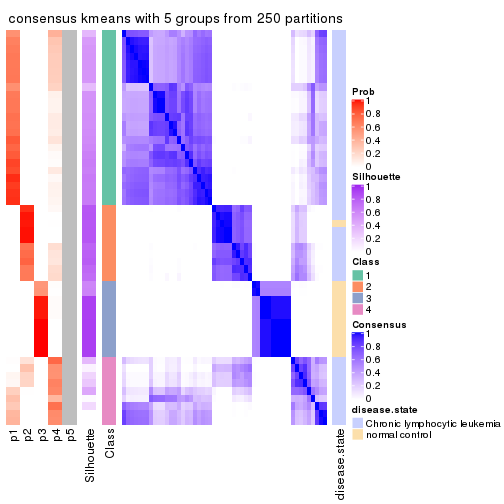 consensus kmeans with 5 groups from 250 partitions
Prob
1
0.8
0.6
0.4
0.2
0
Silhouette
1
0.8
0.6
0.4
0.2
0
Class
1
2
3
4
Consensus
1
0.8
0.6
0.4
0.2
0
disease.state
Chronic lymphocytic leukemia
normal control
p1
p2
p3
p4
p5
Silhouette
Class
disease.state